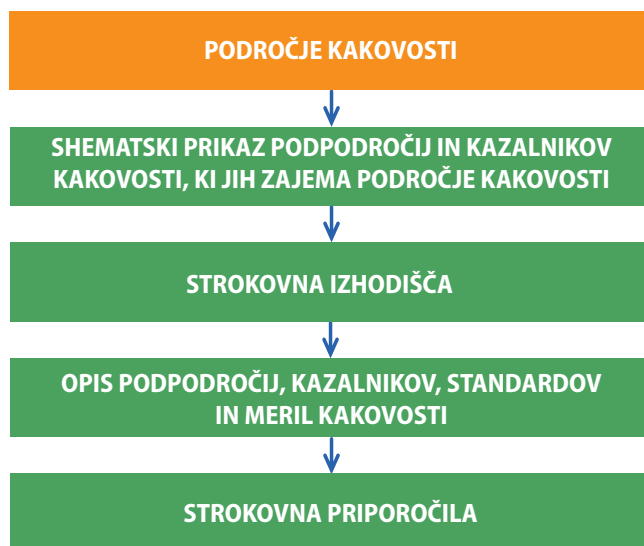 PODROČJE KAKOVOSTI
SHEMATSKI PRIKAZ PODPODROČIJ IN KAZALNIKOV
KAKOVOSTI, KI JIH ZAJEMA PODROČJE KAKOVOSTI
STROKOVNA IZHODIŠČA
OPIS PODPODROČIJ, KAZALNIKOV, STANDARDOV
IN MERIL KAKOVOSTI
STROKOVNA PRIPOROČILA